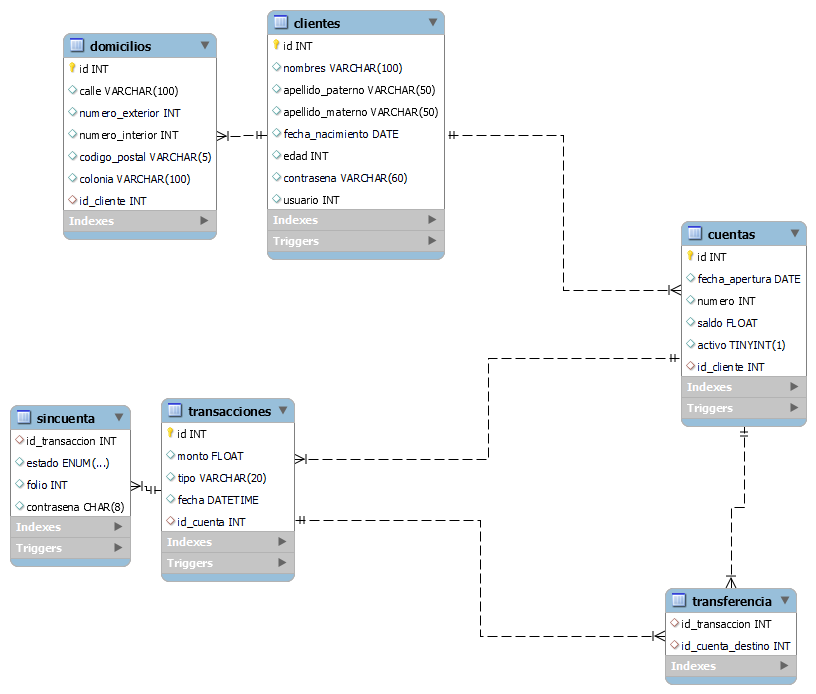 domicilios
id INT
calle VARCHAR(100)
numero_exterior INT
numero_interior INT
codigo_postal VARCHAR(5)
colonia VARCHAR(100)
id_cliente INT
Indexes
clientes
id INT
nombres VARCHAR(100)
apellido_paterno VARCHAR(50)
apellido_materno VARCHAR(50)
fecha_nacimiento DATE
edad INT
contrasena VARCHAR(60)
usuario INT
Indexes
Triggers
cuentas
id INT
fecha_apertura DATE
numero INT
saldo FLOAT
activo TINYINT(1)
id_cliente INT
Indexes
Triggers
sincuenta
id_transaccion INT
estado ENUM(...)
folio INT
contrasena CHAR(8)
Indexes
Triggers
transacciones
id INT
monto FLOAT
tipo VARCHAR(20)
fecha DATETIME
id_cuenta INT
Indexes
Triggers
transferencia
id_transaccion INT
id_cuenta_destino INT
Indexes